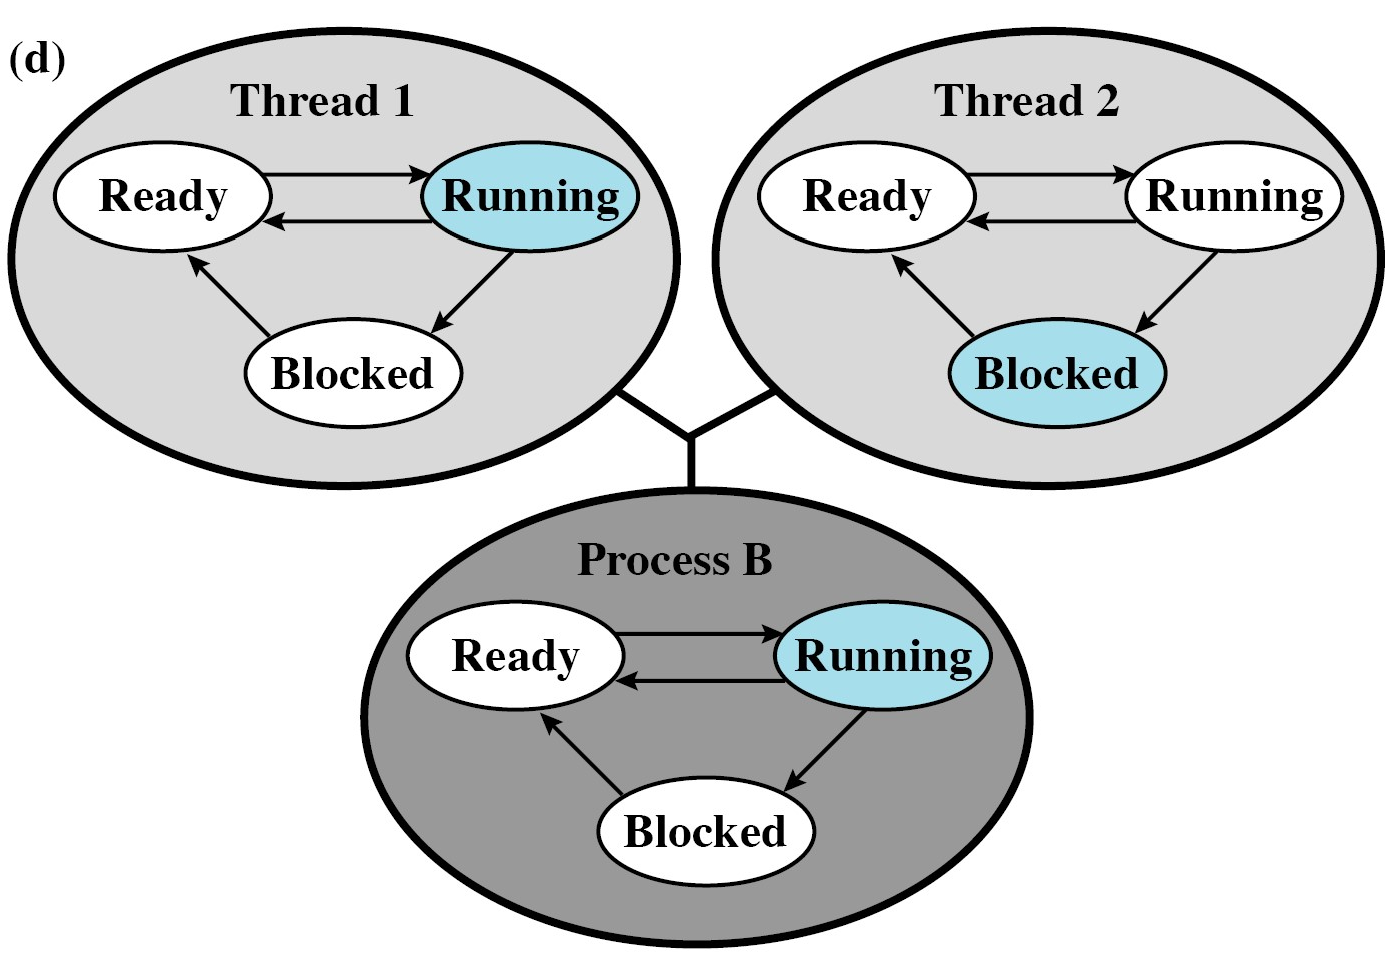 (d)
Thread 1
Ready
Running
Blocked
Thread 2
Ready
Running
Blocked
Process B
Ready
Running
Blocked